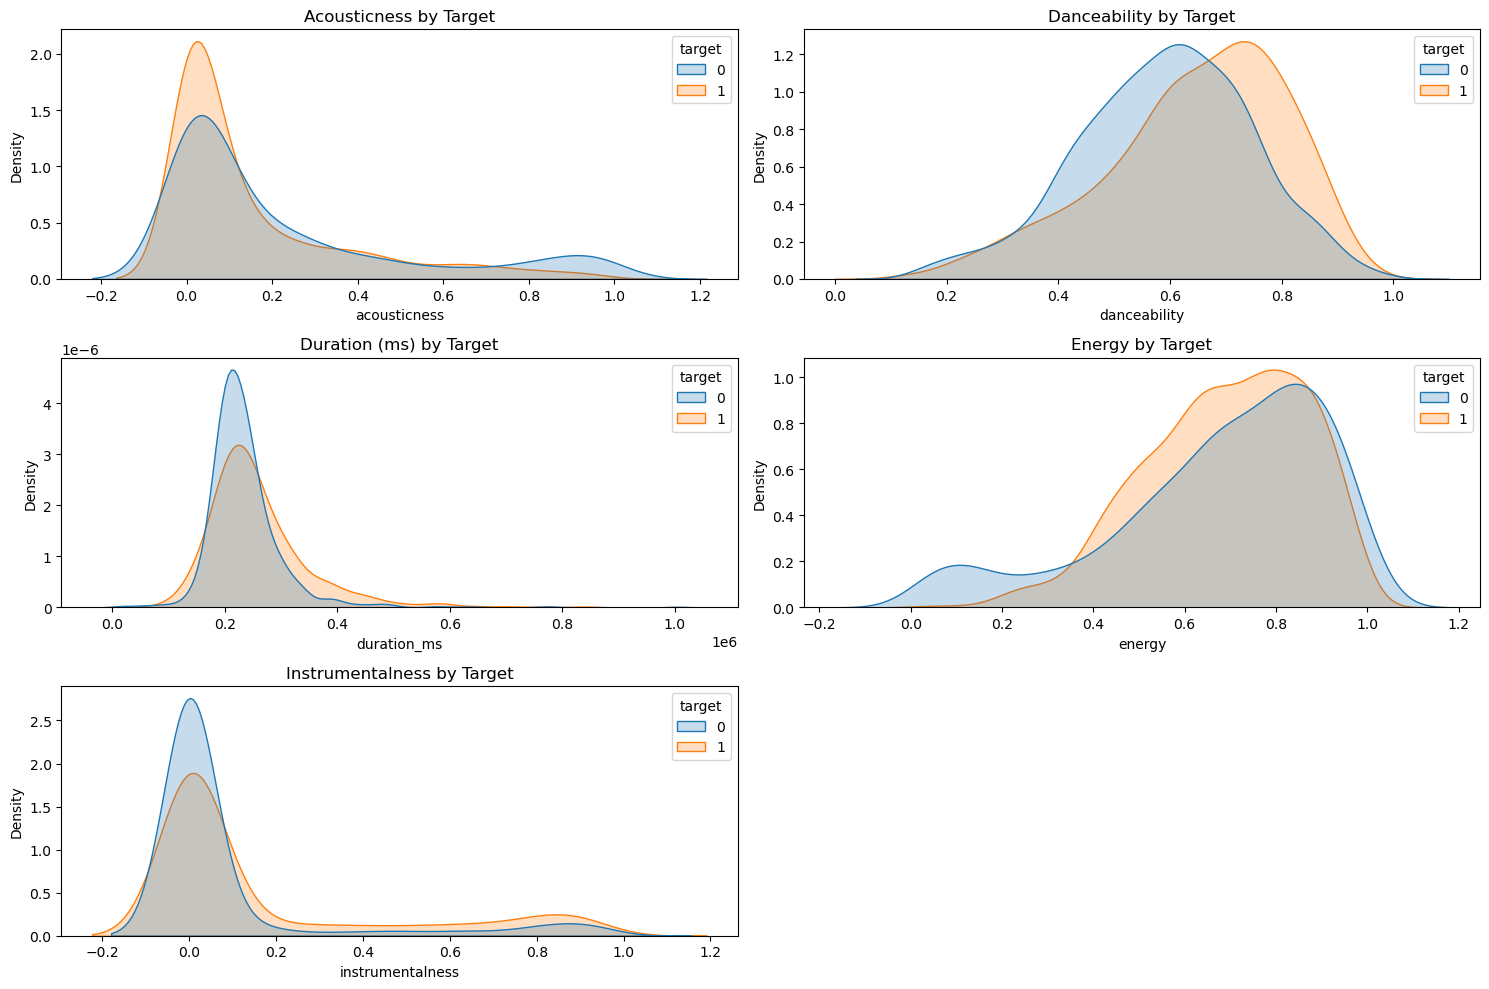 Acousticness by Target
Density
2.0
1.5
1.0
0.5
0.0
−0.2 0.0 0.2 0.4 0.6 0.8 1.0 1.2
acousticness
target
0
1
Danceability by Target
Density
1.2
1.0
0.8
0.6
0.4
0.2
0.0
0.0 0.2 0.4 0.6 0.8 1.0
danceability
target
0
1
Duration (ms) by Target
1e−6
Density
4
3
2
1
0
0.0 0.2 0.4 0.6 0.8 1.0
1e6
duration_ms
target
0
1
Energy by Target
Density
1.0
0.8
0.6
0.4
0.2
0.0
−0.2 0.0 0.2 0.4 0.6 0.8 1.0 1.2
energy
target
0
1
Instrumentalness by Target
Density
2.5
2.0
1.5
1.0
0.5
0.0
−0.2 0.0 0.2 0.4 0.6 0.8 1.0 1.2
instrumentalness
target
0
1